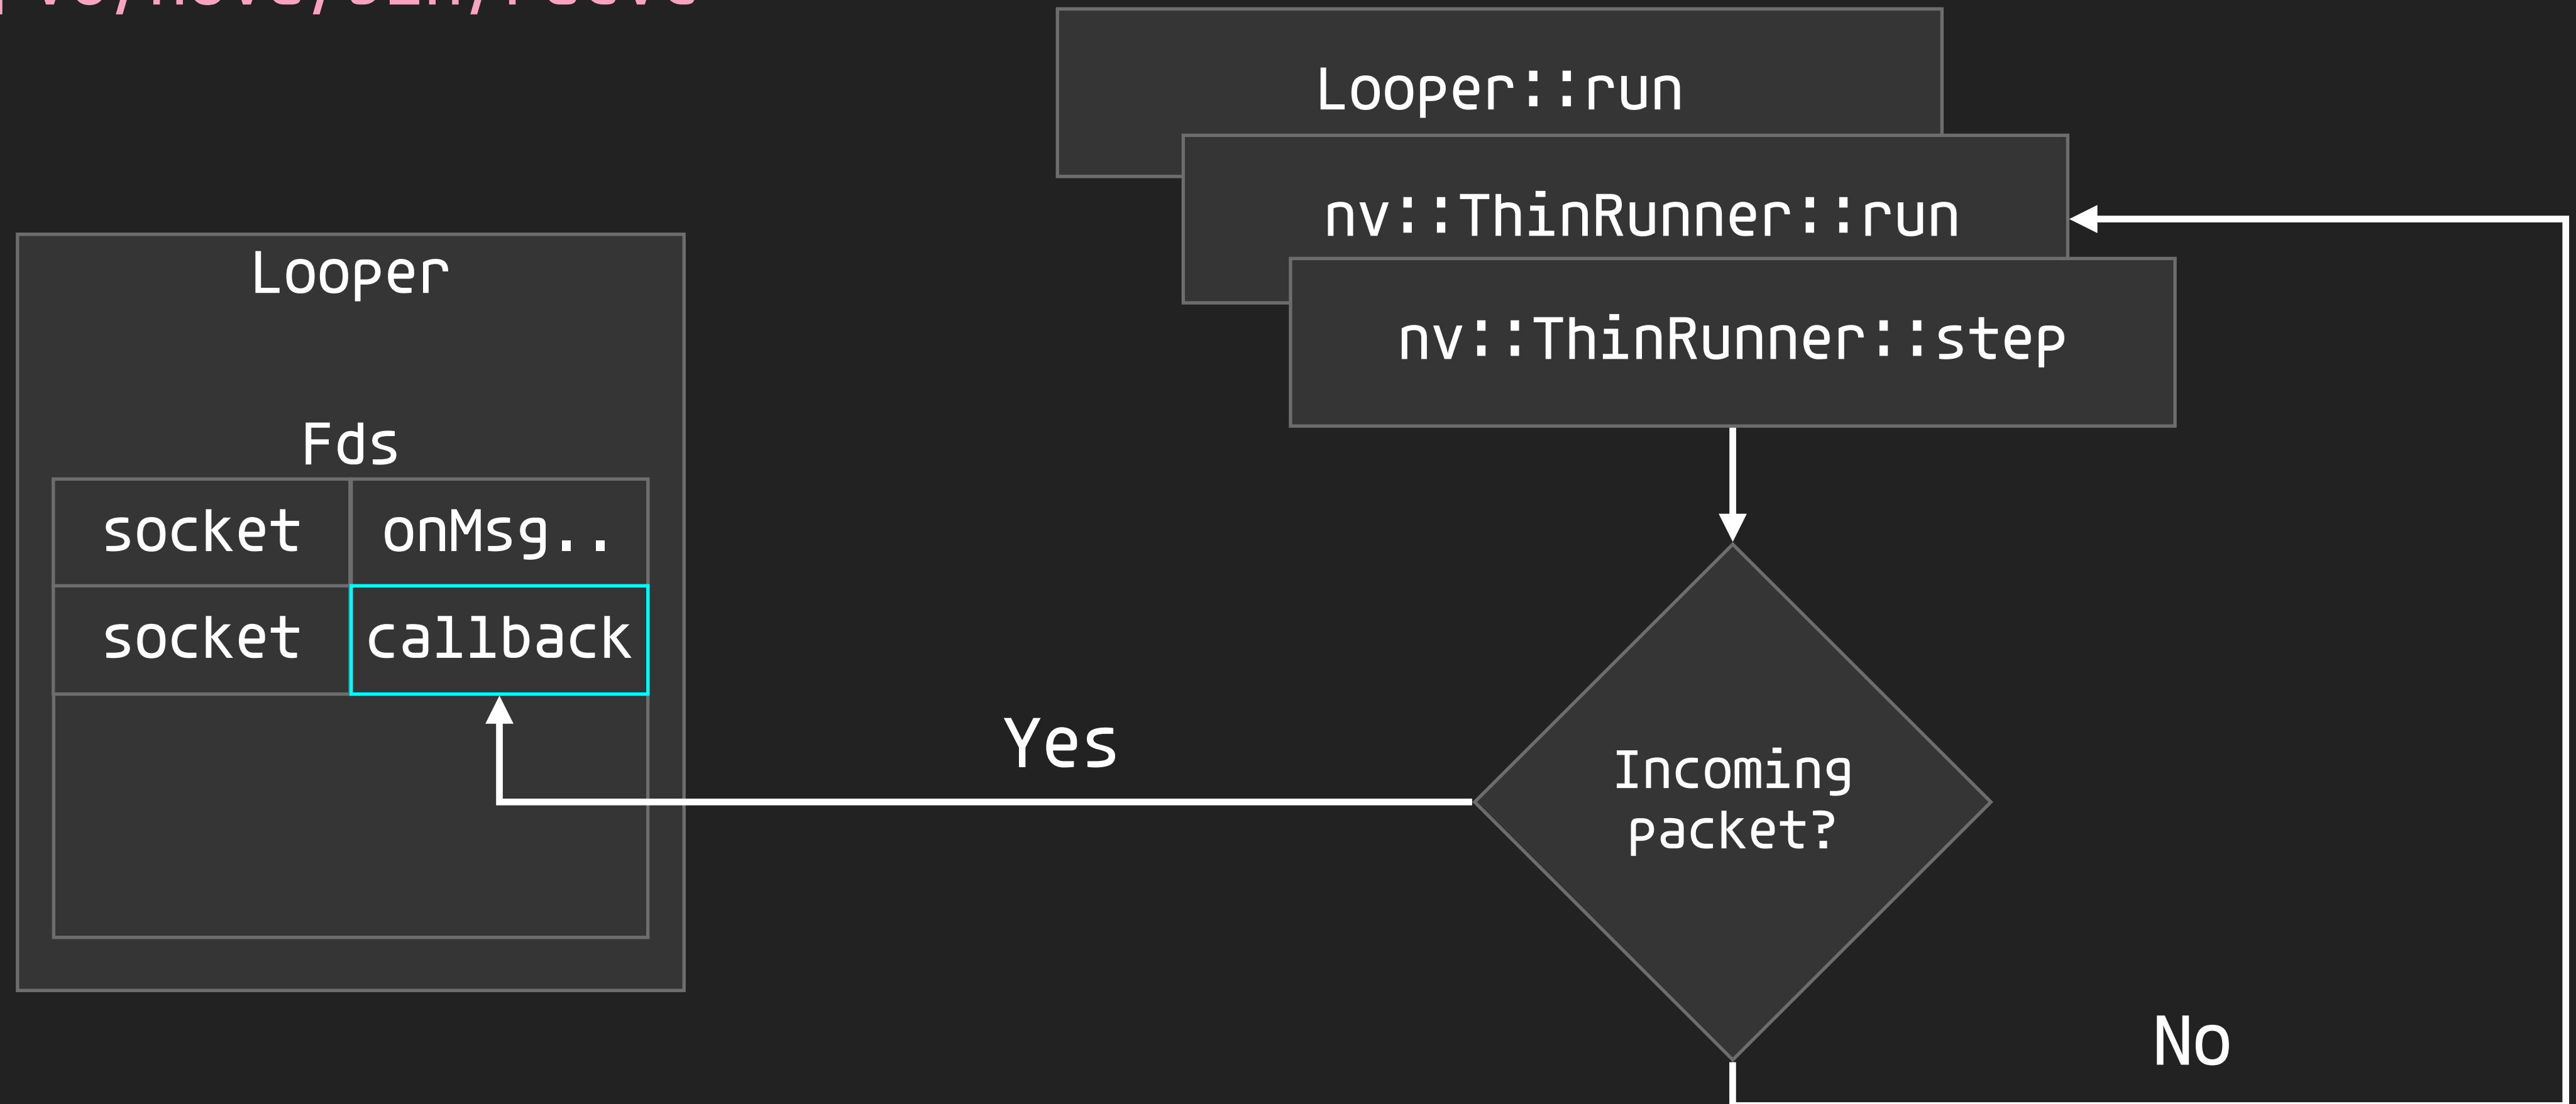 Looper::run
nv::ThinRunner::run
nv::ThinRunner::step
Looper
Fds
socket onMsg..
socket callback
Yes
Incoming
packet?
No